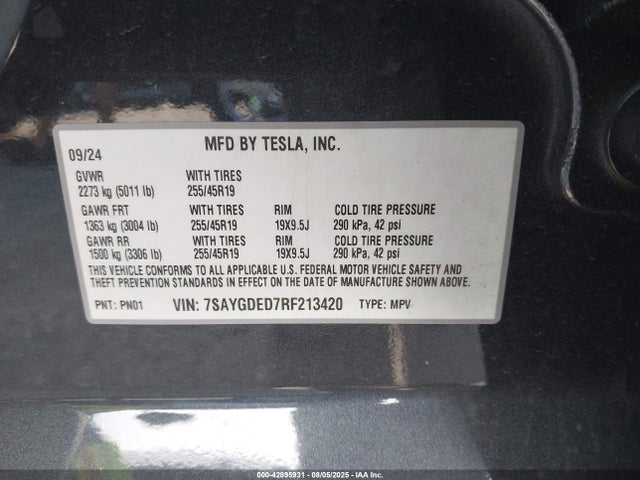 MFD BY TESLA, INC.
09/24
GVWR WITH TIRES
2273 kg (5011 lb) 255/45R19
GAWR FRT WITH TIRES RIM COLD TIRE PRESSURE
1363 kg (3004 lb) 255/45R19 19X9.5J 290 kPa, 42 psi
GAWR RR WITH TIRES RIM COLD TIRE PRESSURE
1500 kg (3306 lb) 255/45R19 19X9.5J 290 kPa, 42 psi
THIS VEHICLE CONFORMS TO ALL APPLICABLE U.S. FEDERAL MOTOR VEHICLE SAFETY AND
THEFT PREVENTION STANDARDS IN EFFECT ON THE DATE OF MANUFACTURE SHOWN ABOVE.
PNT: PN01 VIN: 7SAYGDED7RF213420 TYPE: MPV
000-42895931 - 08/05/2025 - IAA Inc.